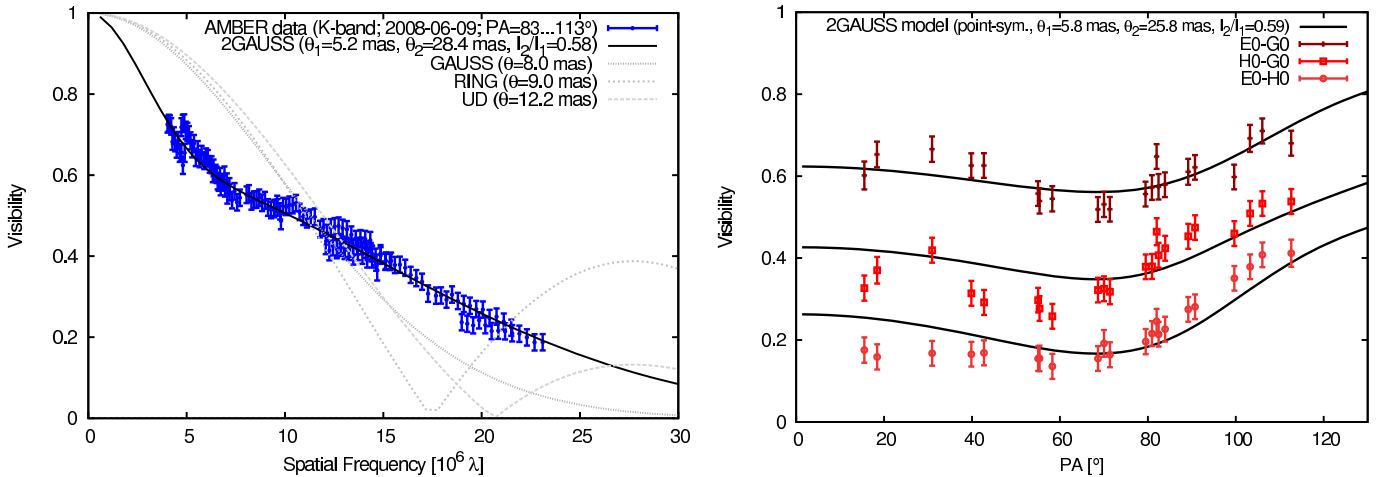 AMBER data (K-band; 2008-06-09; PA=83...113°)
2GAUSS (θ1=5.2 mas, θ2=28.4 mas, I2/I1=0.58)
GAUSS (θ=8.0 mas)
RING (θ=9.0 mas)
UD (θ=12.2 mas)
1
0.8
0.6
0.4
0.2
0
Visibility
0 5 10 15 20 25 30
Spatial Frequency [10^6 λ]
2GAUSS model (point-sym., θ1=5.8 mas, θ2=25.8 mas, I2/I1=0.59)
E0-G0
H0-G0
E0-H0
1
0.8
0.6
0.4
0.2
0
Visibility
0 20 40 60 80 100 120
PA [°]